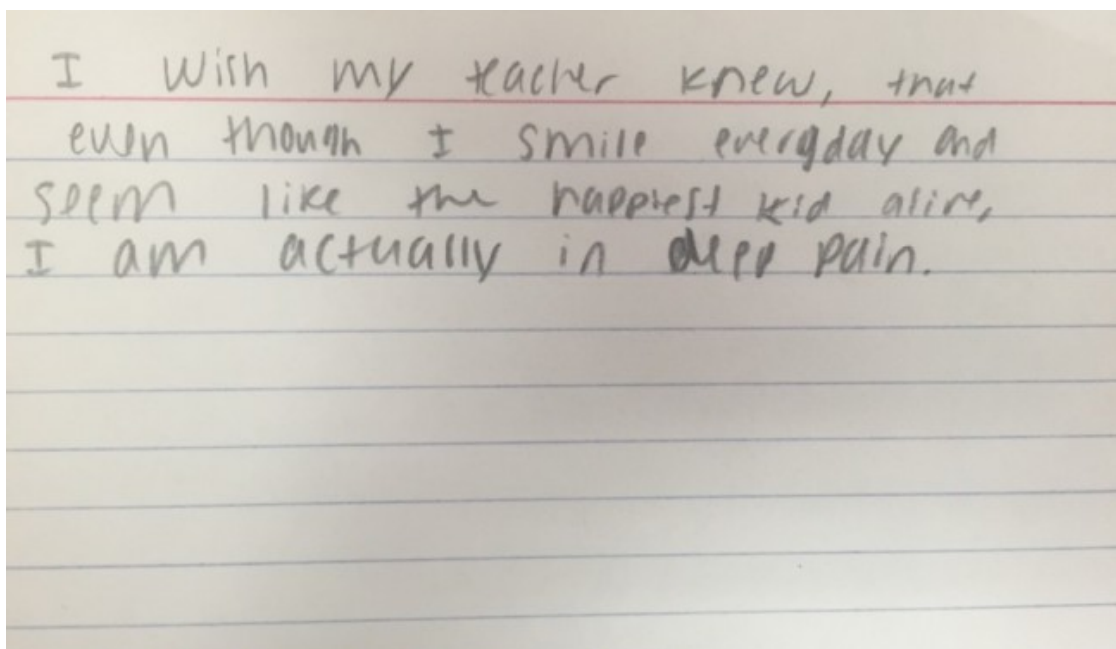 I wish my teacher knew, that
even though I smile everyday and
seem like the happiest kid alive,
I am actually in deep pain.